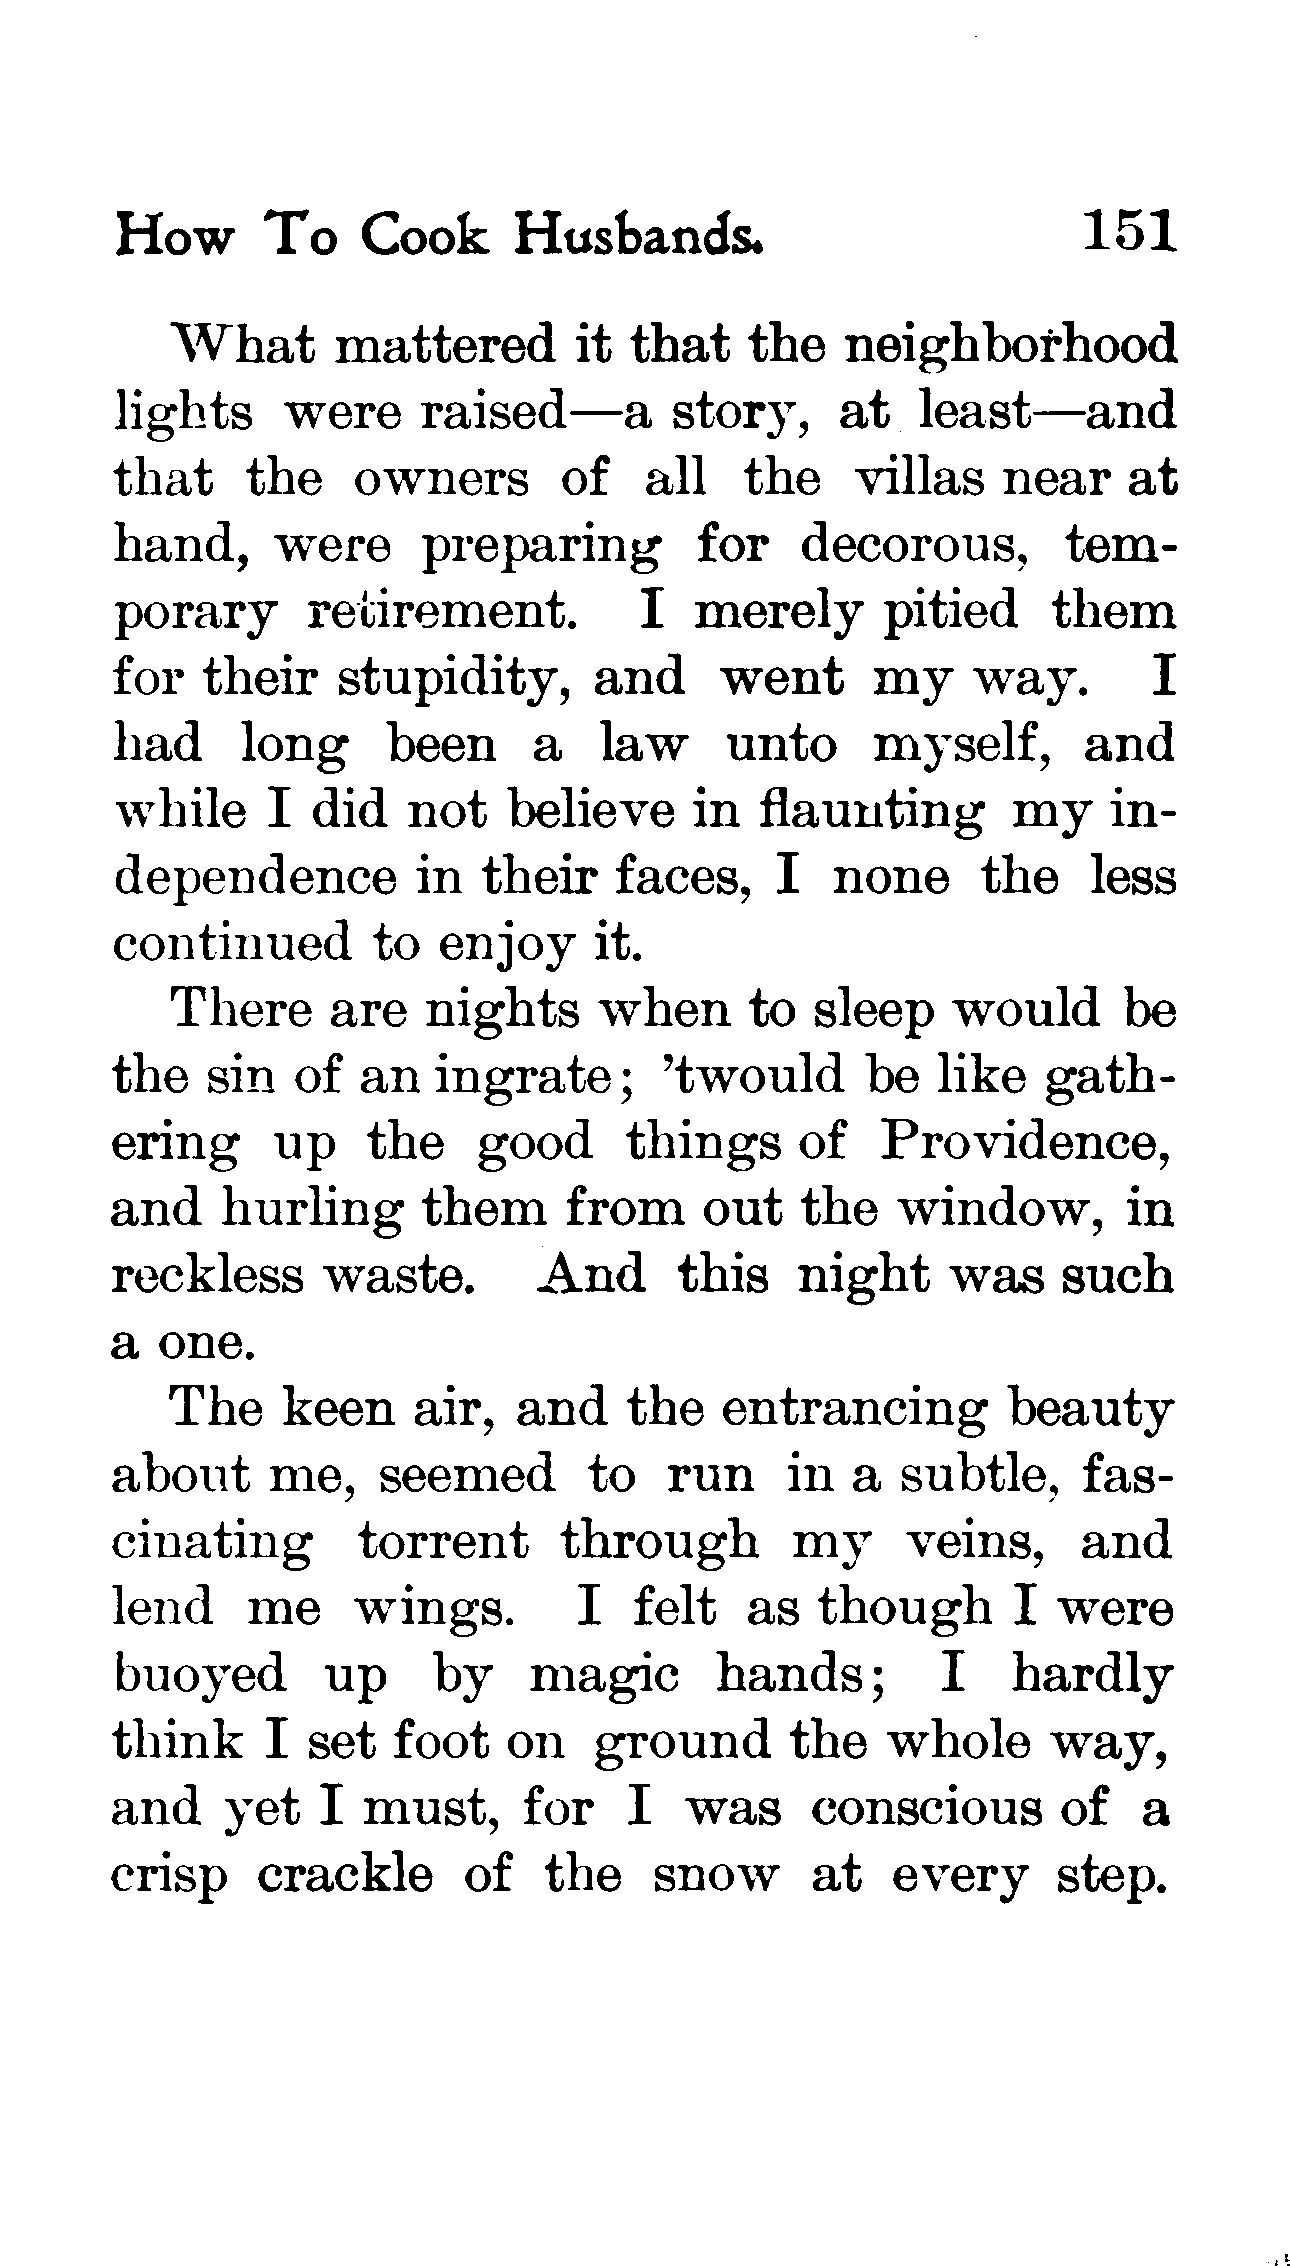 How To Cook Husbands. 151
What mattered it that the neighborhood
lights were raised—a story, at least—and
that the owners of all the villas near at
hand, were preparing for decorous, tem-
porary retirement. I merely pitied them
for their stupidity, and went my way. I
had long been a law unto myself, and
while I did not believe in flaunting my in-
dependence in their faces, I none the less
continued to enjoy it.
There are nights when to sleep would be
the sin of an ingrate; ’twould be like gath-
ering up the good things of Providence,
and hurling them from out the window, in
reckless waste. And this night was such
a one.
The keen air, and the entrancing beauty
about me, seemed to run in a subtle, fas-
cinating torrent through my veins, and
lend me wings. I felt as though I were
buoyed up by magic hands; I hardly
think I set foot on ground the whole way,
and yet I must, for I was conscious of a
crisp crackle of the snow at every step.